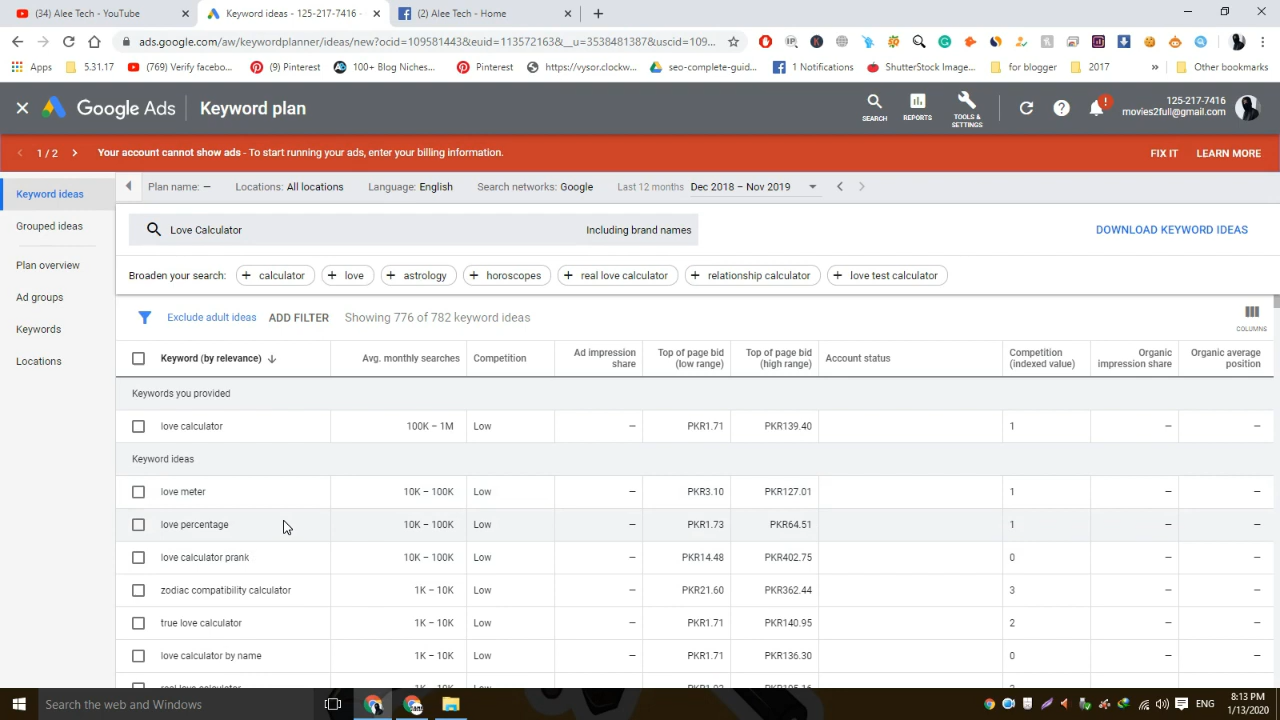 (34) Alee Tech - YouTube
Keyword ideas - 125-217-7416 -
(2) Alee Tech - Home
ads.google.com/aw/keywordplanner/ideas/new?ocid=109581443&euid=113572163&__u=3538481387&uscid=109...
Apps
5.31.17
(769) Verify facebo...
(9) Pinterest
100+ Blog Niches...
Pinterest
https://vysor.clockw...
seo-complete-guid...
1 Notifications
ShutterStock Imag...
for blogger
2017
»
Other bookmarks
Google Ads
Keyword plan
SEARCH
REPORTS
TOOLS & SETTINGS
125-217-7416
movies2full@gmail.com
1 / 2
Your account cannot show ads - To start running your ads, enter your billing information.
FIX IT
LEARN MORE
Keyword ideas
Grouped ideas
Plan overview
Ad groups
Keywords
Locations
Plan name: –
Locations: All locations
Language: English
Search networks: Google
Last 12 months
Dec 2018 – Nov 2019
Love Calculator
Including brand names
DOWNLOAD KEYWORD IDEAS
Broaden your search:
+ calculator
+ love
+ astrology
+ horoscopes
+ real love calculator
+ relationship calculator
+ love test calculator
Exclude adult ideas
ADD FILTER
Showing 776 of 782 keyword ideas
COLUMNS
Keyword (by relevance)
Avg. monthly searches
Competition
Ad impression share
Top of page bid (low range)
Top of page bid (high range)
Account status
Competition (indexed value)
Organic impression share
Organic average position
Keywords you provided
love calculator 100K – 1M Low – PKR1.71 PKR139.40 1 – –
Keyword ideas
love meter 10K – 100K Low – PKR3.10 PKR127.01 1 – –
love percentage 10K – 100K Low – PKR1.73 PKR64.51 1 – –
love calculator prank 10K – 100K Low – PKR14.48 PKR402.75 0 – –
zodiac compatibility calculator 1K – 10K Low – PKR21.60 PKR362.44 3 – –
true love calculator 1K – 10K Low – PKR1.71 PKR140.95 2 – –
love calculator by name 1K – 10K Low – PKR1.71 PKR136.30 0 – –
Search the web and Windows
ENG
8:13 PM
1/13/2020